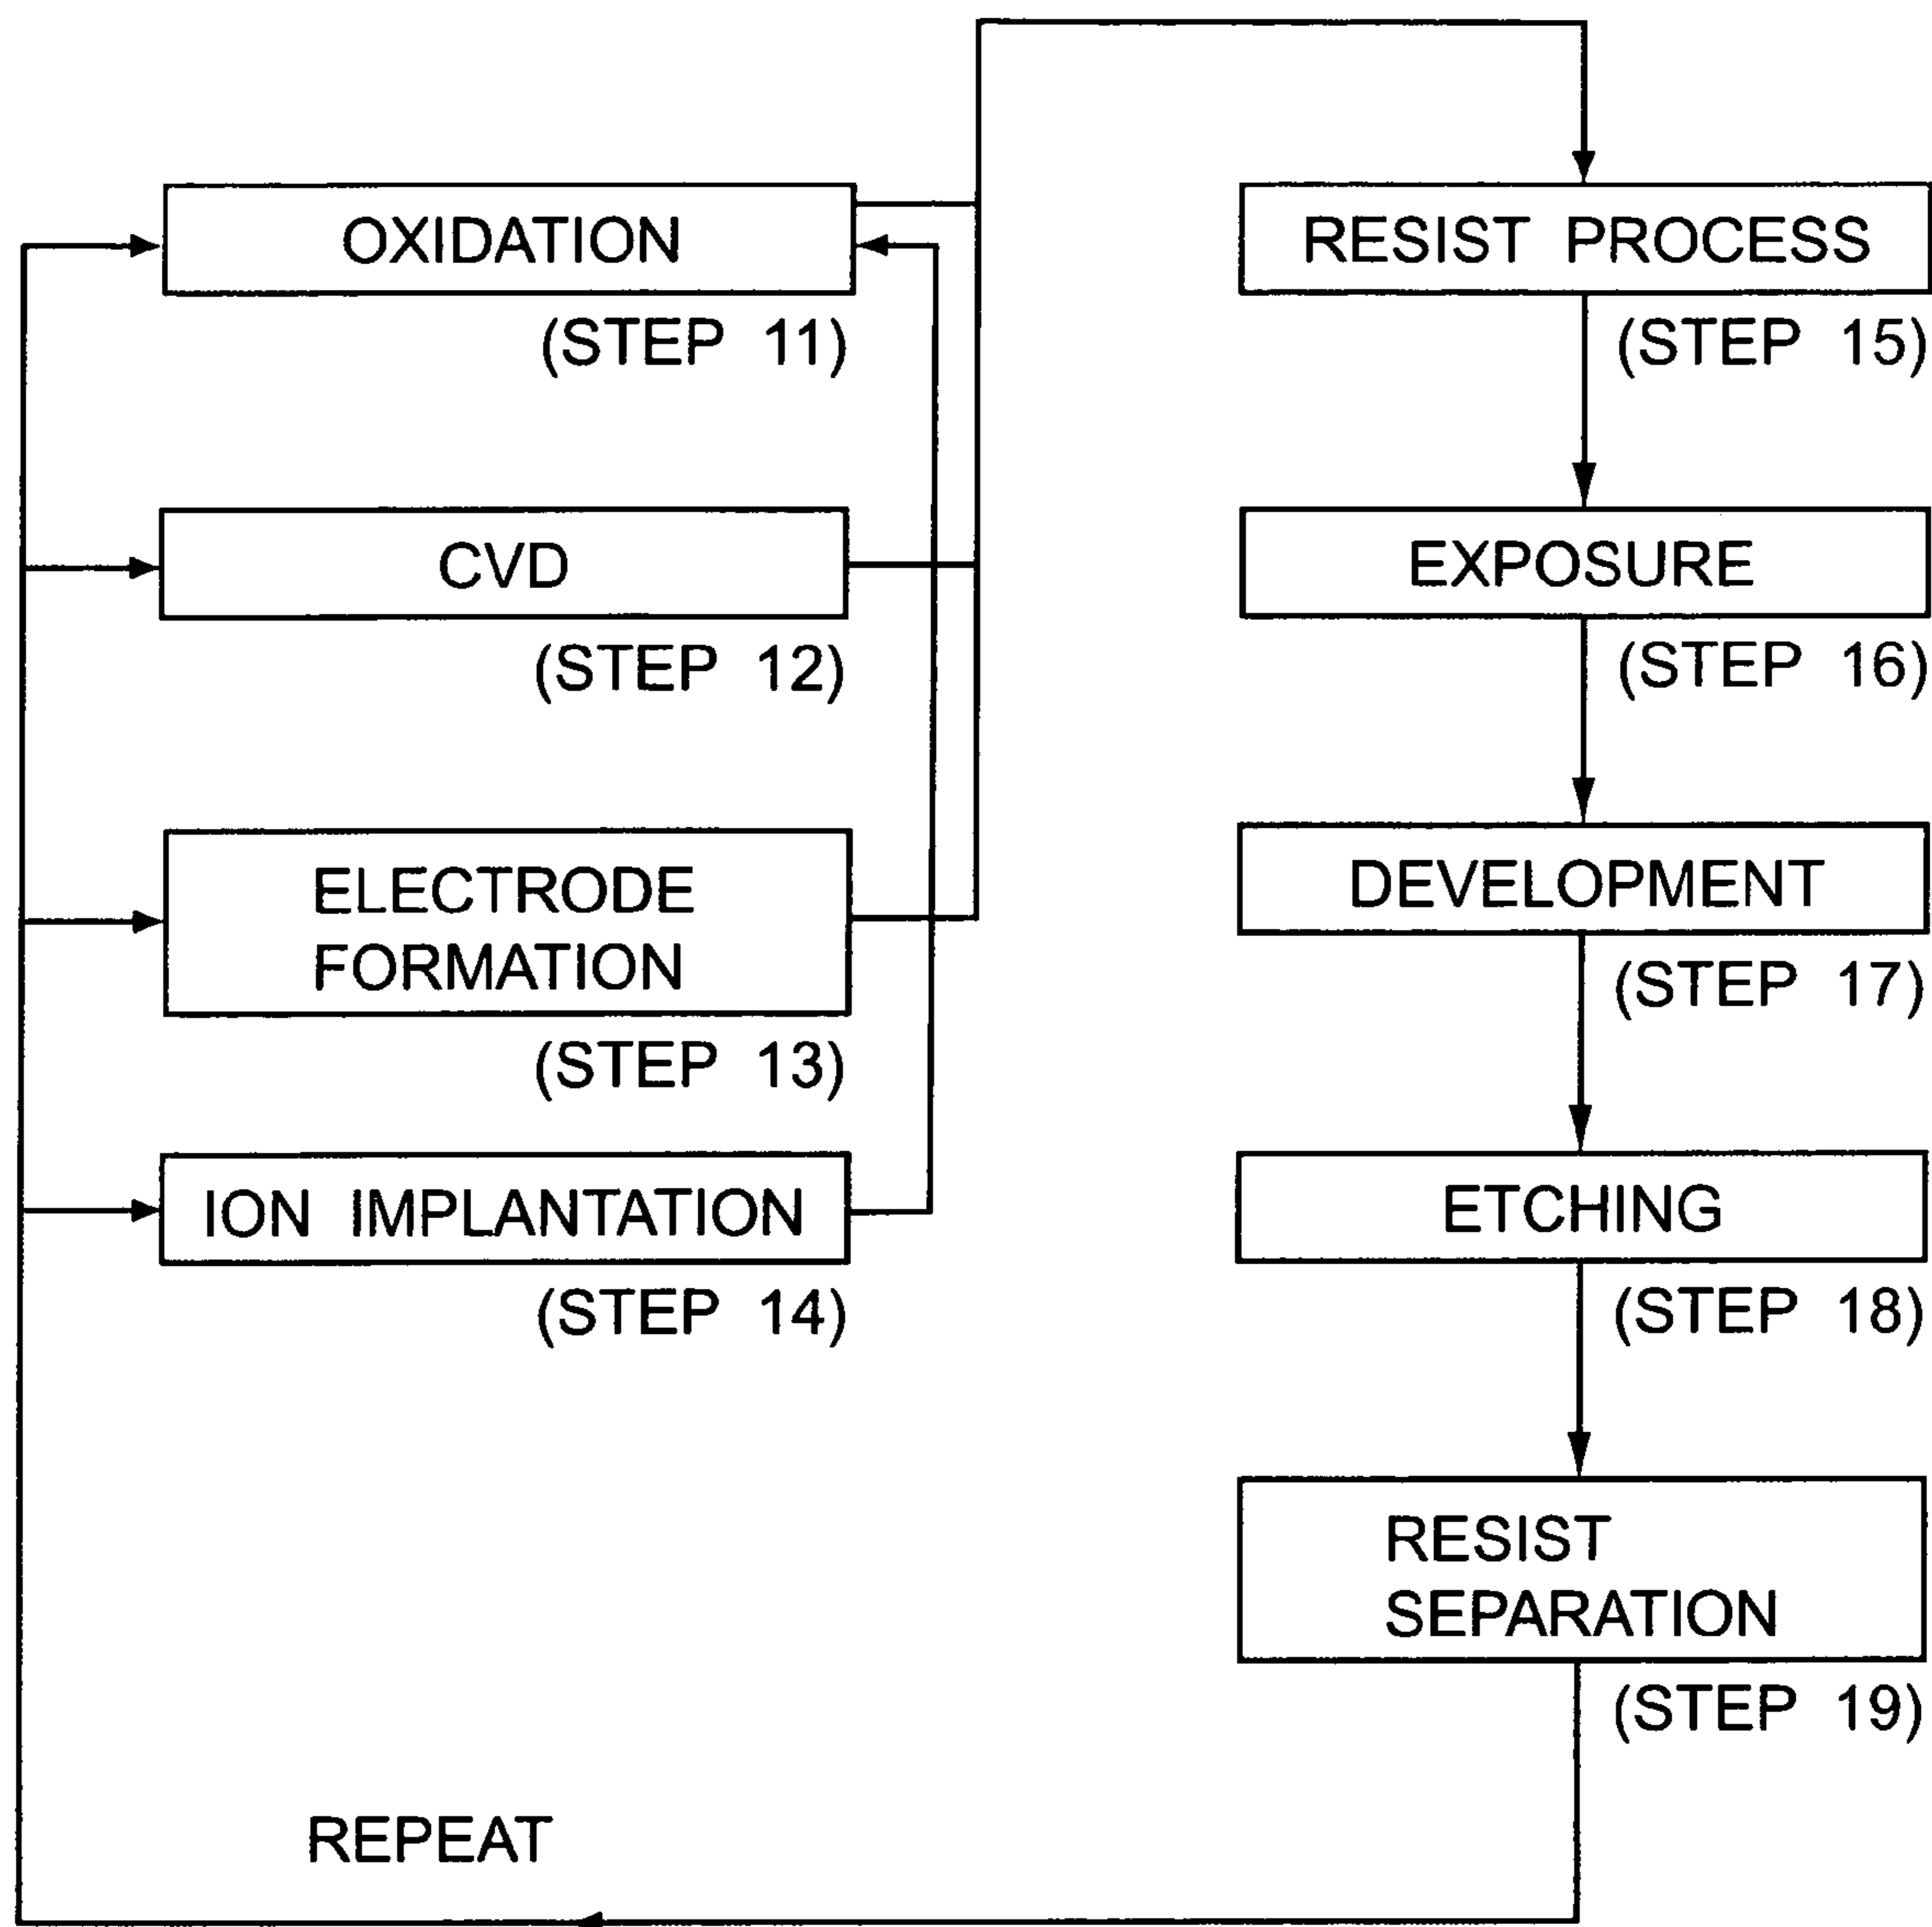 OXIDATION
(STEP 11)
CVD
(STEP 12)
ELECTRODE
FORMATION
(STEP 13)
ION IMPLANTATION
(STEP 14)
RESIST PROCESS
(STEP 15)
EXPOSURE
(STEP 16)
DEVELOPMENT
(STEP 17)
ETCHING
(STEP 18)
RESIST
SEPARATION
(STEP 19)
REPEAT